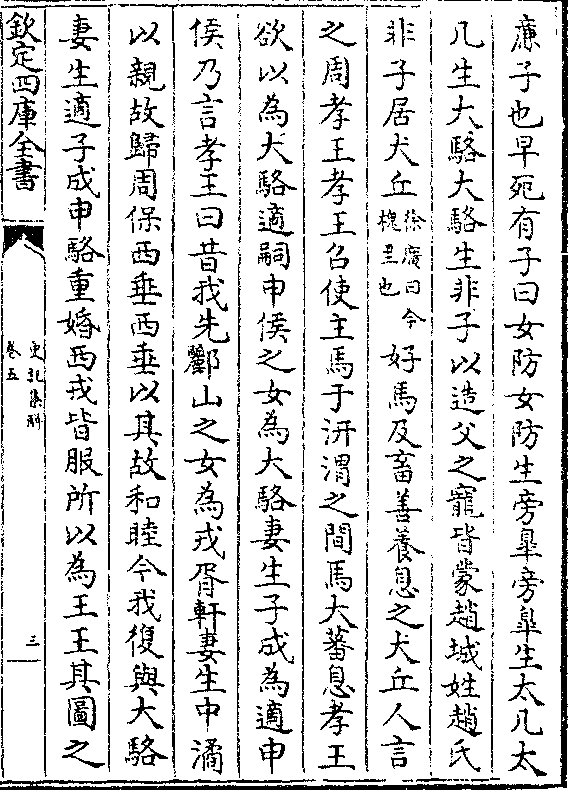 廉子也早死有子曰女防女防生旁臯旁臯生太几太
几生大駱大駱生非子以造父之寵皆蒙趙城姓趙氏
非子居犬丘徐廣曰今槐里也好馬及畜善養息之犬丘人言
之周孝王孝王召使主馬于汧渭之間馬大蕃息孝王
欲以為大駱適嗣申侯之女為大駱妻生子成為適申
侯乃言孝王曰昔我先酈山之女為戎胥軒妻生中潏
以親故歸周保西垂西垂以其故和睦今我復與大駱
妻生適子成申駱重婚西戎皆服所以為王王其圖之
欽定四庫全書
史記集解
卷五
三